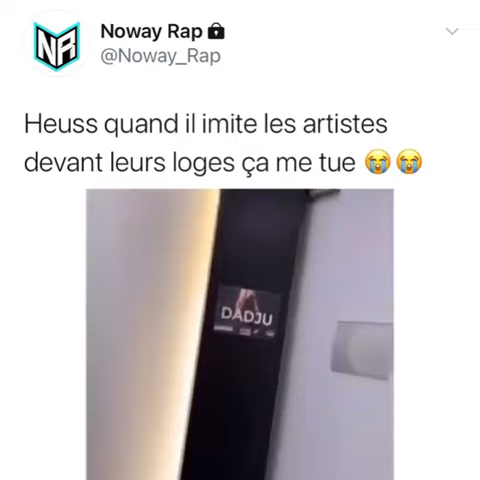 NR
Noway Rap 🔒
@Noway_Rap
Heuss quand il imite les artistes
devant leurs loges ça me tue 😭😭
DADJU